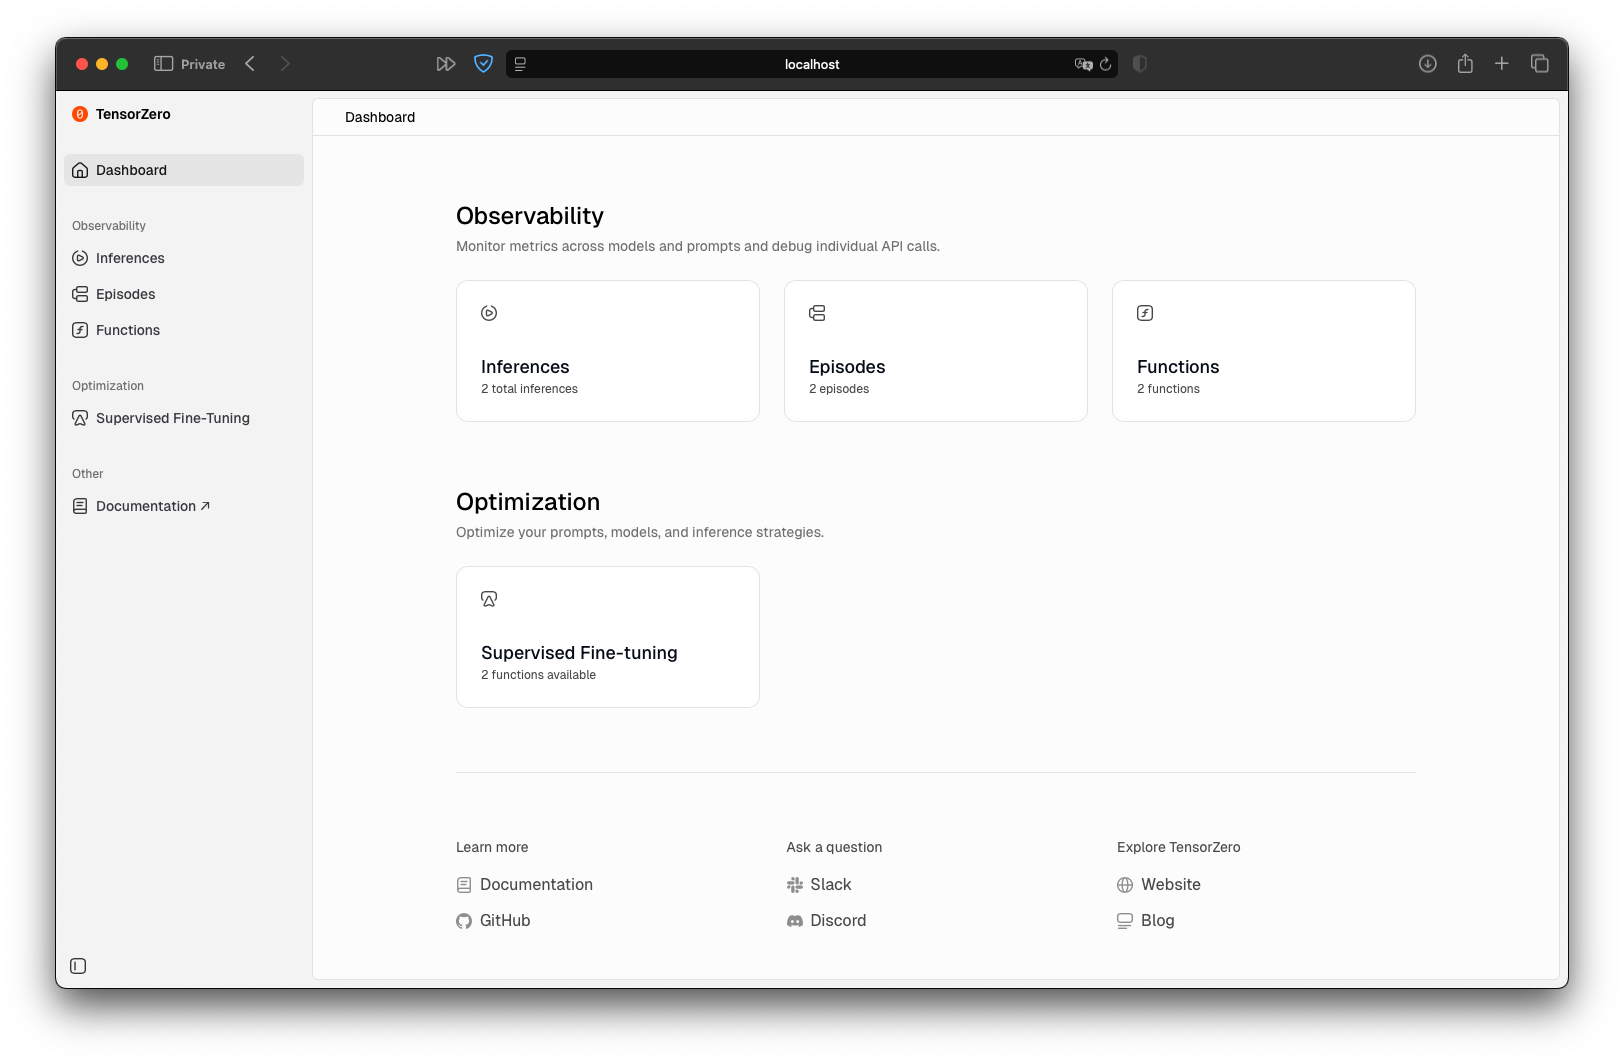 Private
localhost
TensorZero
Dashboard
Observability
Inferences
Episodes
Functions
Optimization
Supervised Fine-Tuning
Other
Documentation ↗
Dashboard
Observability
Monitor metrics across models and prompts and debug individual API calls.
Inferences
2 total inferences
Episodes
2 episodes
Functions
2 functions
Optimization
Optimize your prompts, models, and inference strategies.
Supervised Fine-tuning
2 functions available
Learn more
Documentation
GitHub
Ask a question
Slack
Discord
Explore TensorZero
Website
Blog